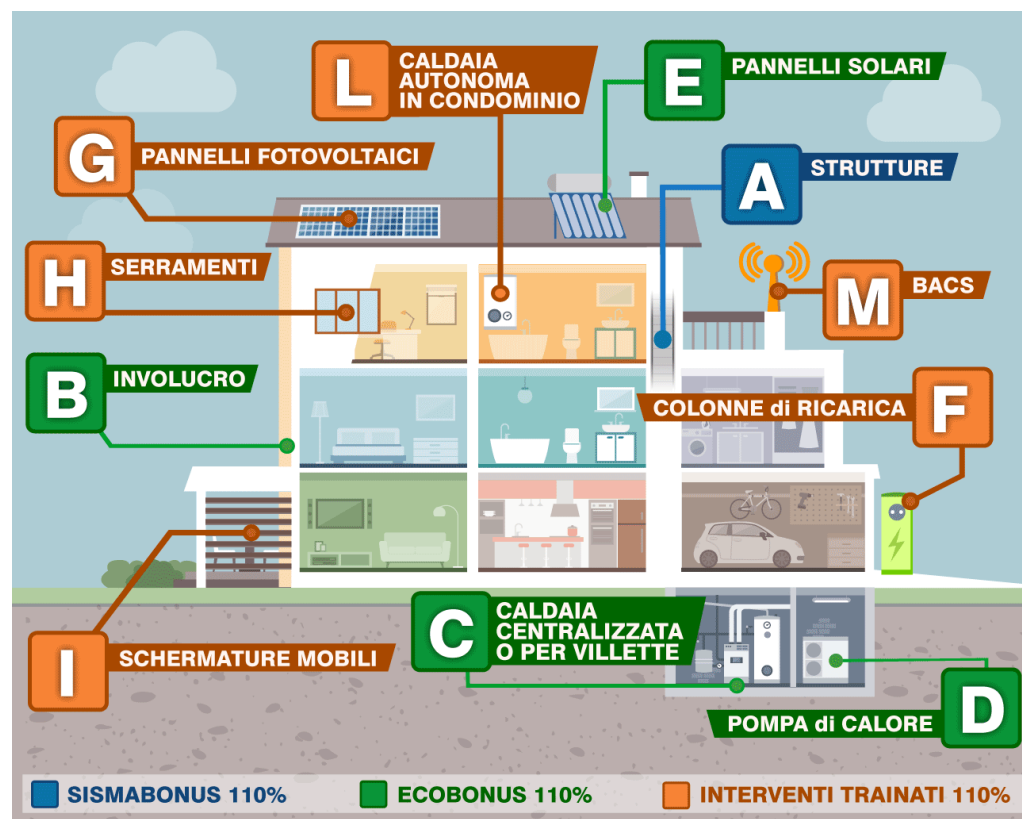 L
CALDAIA
AUTONOMA
IN CONDOMINIO
E
PANNELLI SOLARI
G
PANNELLI FOTOVOLTAICI
A
STRUTTURE
H
SERRAMENTI
M
BACS
B
INVOLUCRO
COLONNE di RICARICA
F
I
SCHERMATURE MOBILI
C
CALDAIA
CENTRALIZZATA
O PER VILLETTE
POMPA di CALORE
D
SISMABONUS 110%
ECOBONUS 110%
INTERVENTI TRAINATI 110%